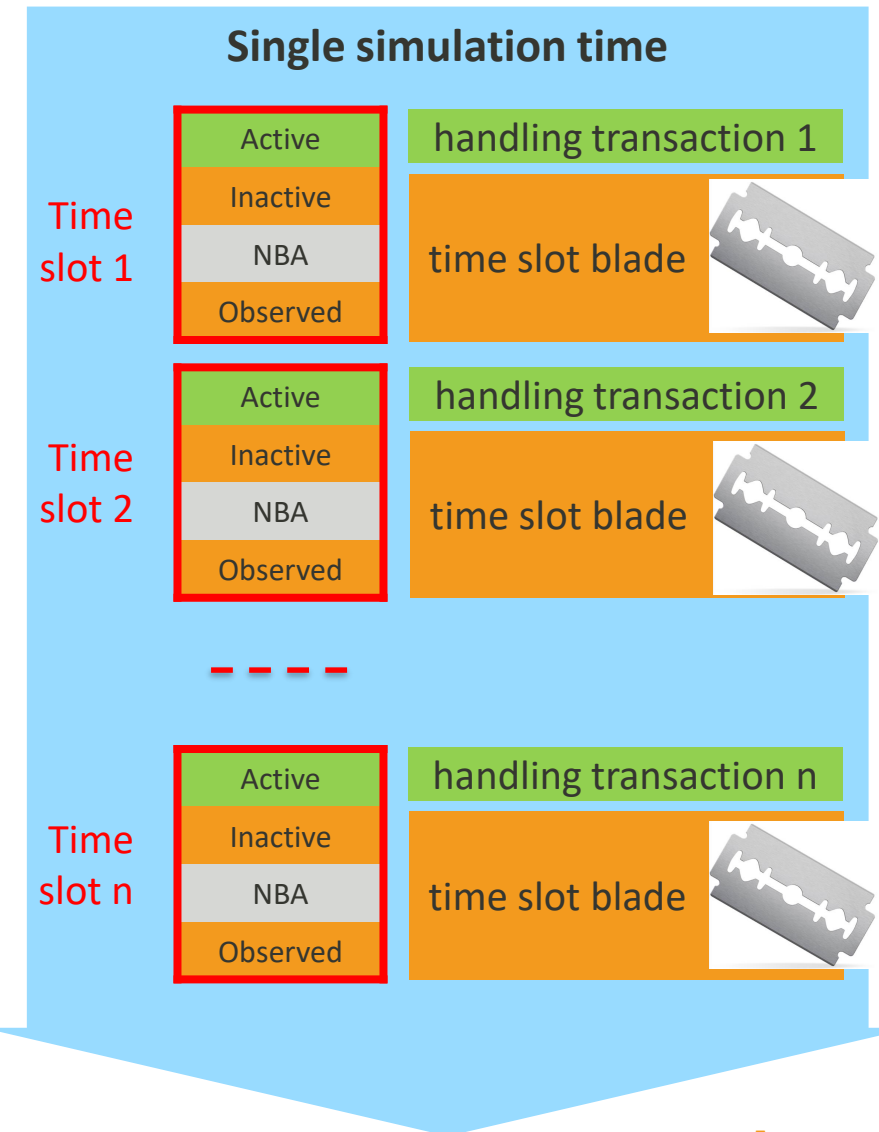 Single simulation time
Time
slot 1
Active
Inactive
NBA
Observed
handling transaction 1
time slot blade
Time
slot 2
Active
Inactive
NBA
Observed
handling transaction 2
time slot blade
Time
slot n
Active
Inactive
NBA
Observed
handling transaction n
time slot blade